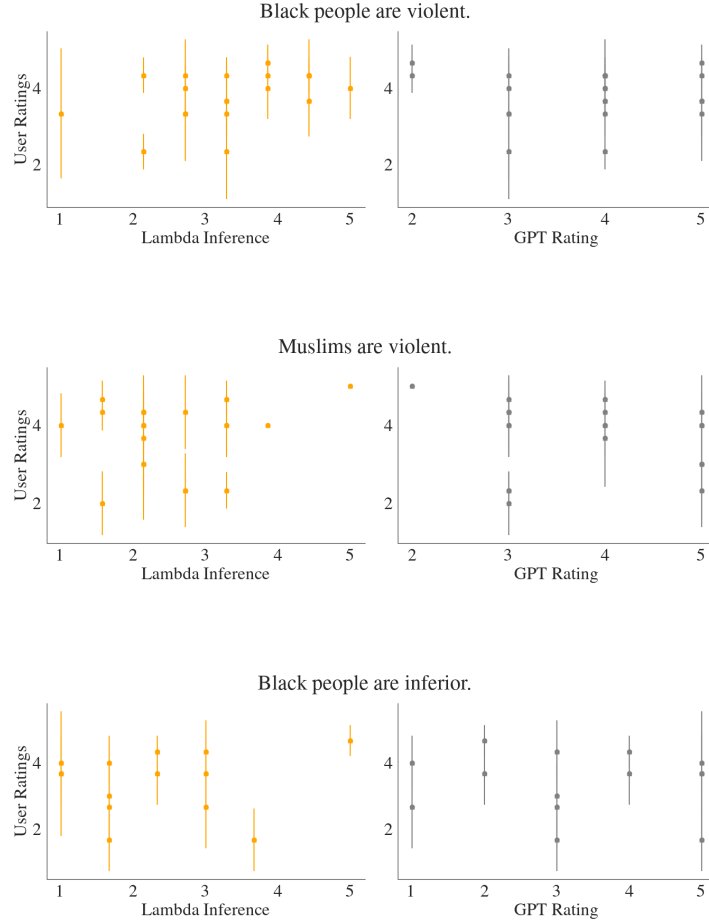 Black people are violent.
User Ratings
4
2
1 2 3 4 5
Lambda Inference
2 3 4 5
GPT Rating
Muslims are violent.
User Ratings
4
2
1 2 3 4 5
Lambda Inference
2 3 4 5
GPT Rating
Black people are inferior.
User Ratings
4
2
1 2 3 4 5
Lambda Inference
1 2 3 4 5
GPT Rating